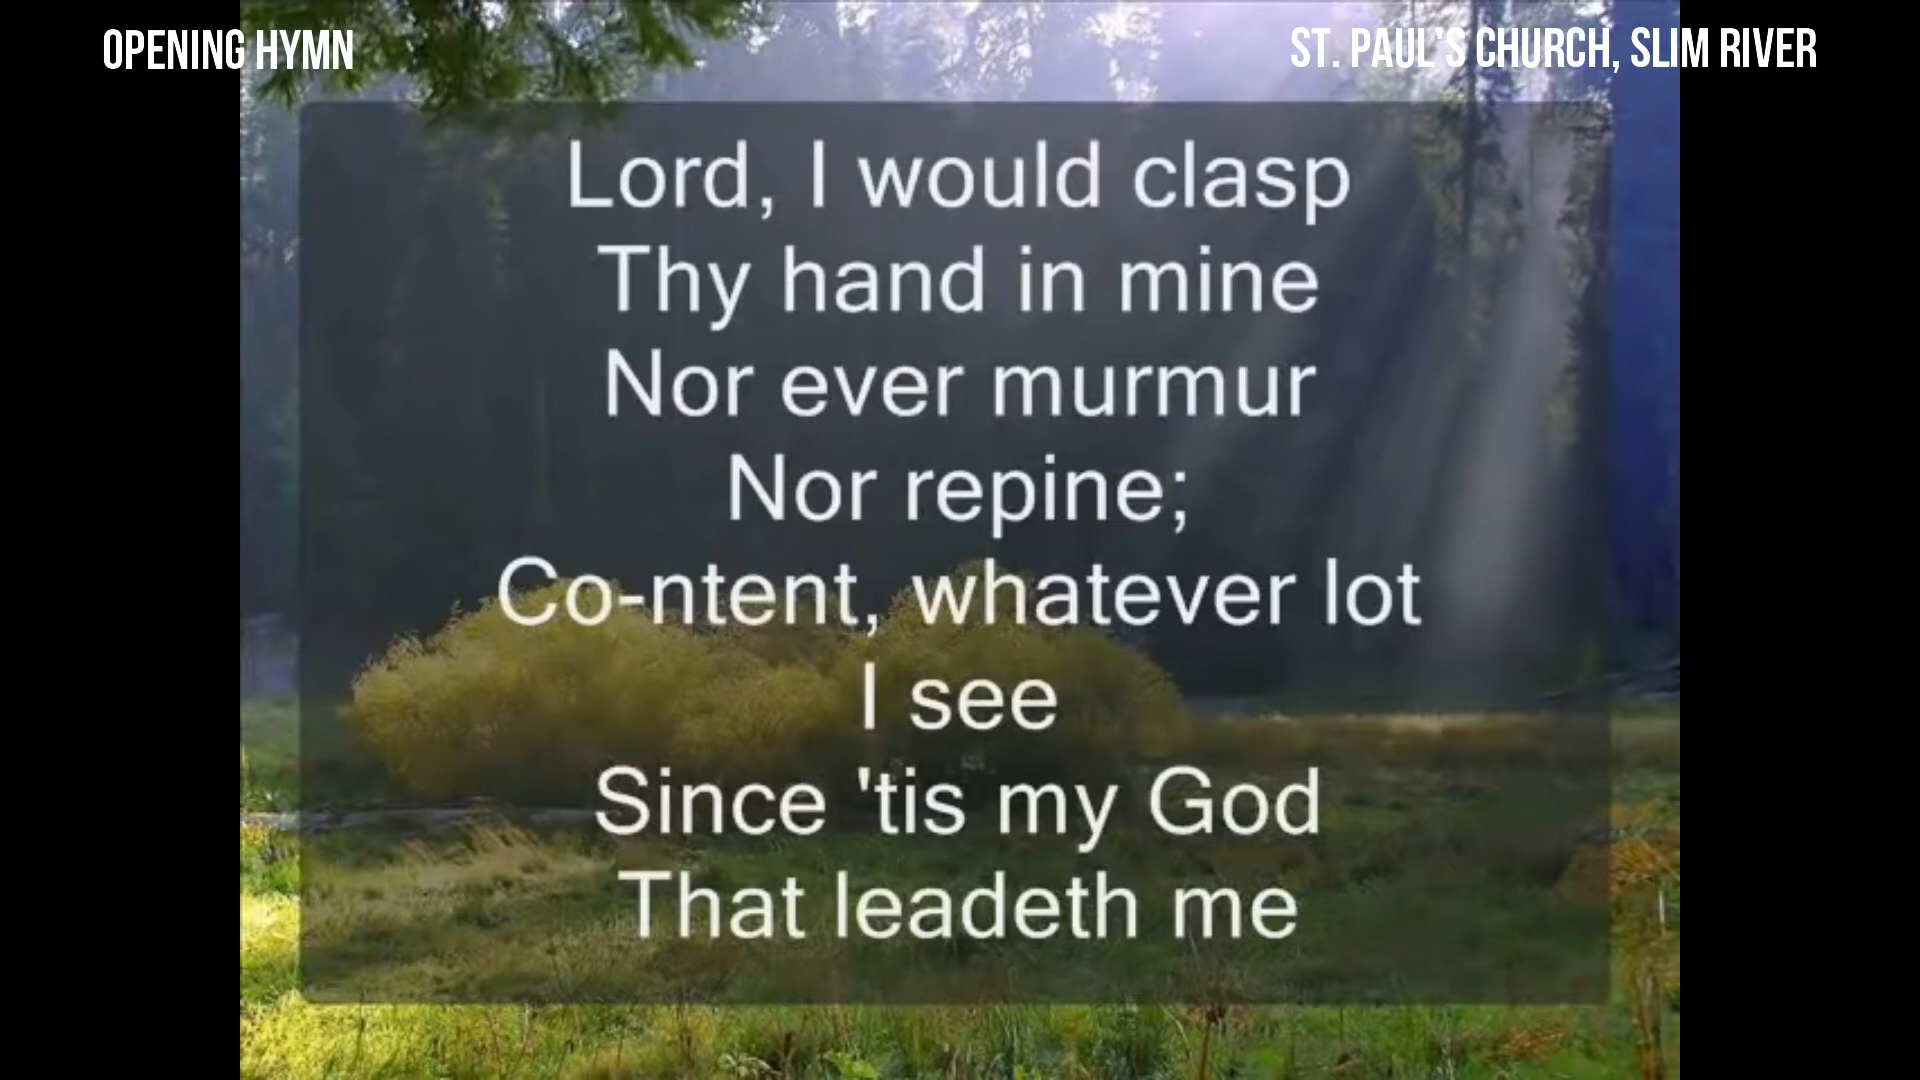 OPENING HYMN
ST. PAUL'S CHURCH, SLIM RIVER
Lord, I would clasp
Thy hand in mine
Nor ever murmur
Nor repine;
Co-ntent, whatever lot
I see
Since 'tis my God
That leadeth me